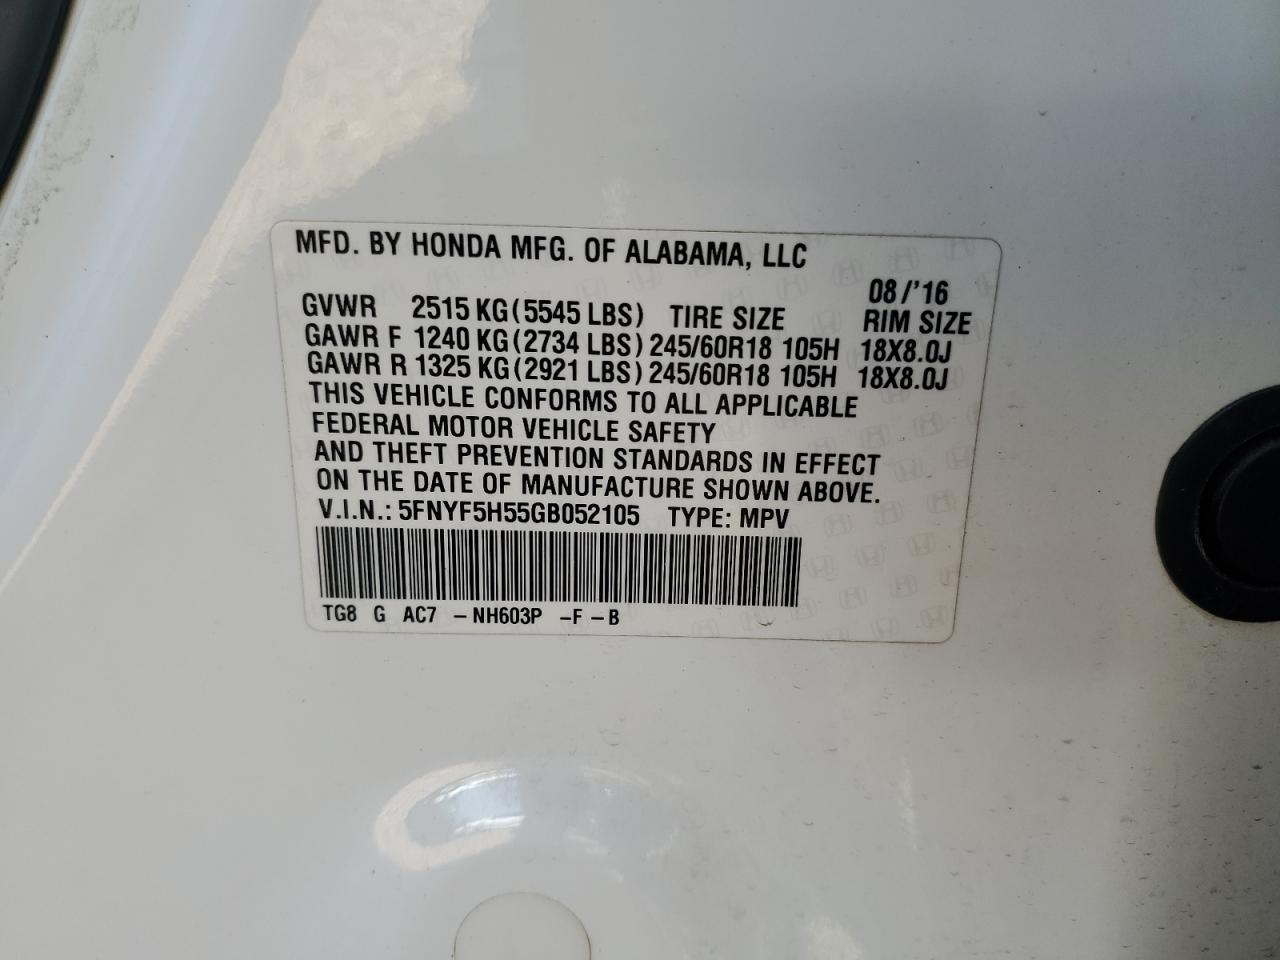 MFD. BY HONDA MFG. OF ALABAMA, LLC
08/'16
GVWR 2515 KG(5545 LBS) TIRE SIZE RIM SIZE
GAWR F 1240 KG(2734 LBS) 245/60R18 105H 18X8.0J
GAWR R 1325 KG(2921 LBS) 245/60R18 105H 18X8.0J
THIS VEHICLE CONFORMS TO ALL APPLICABLE
FEDERAL MOTOR VEHICLE SAFETY
AND THEFT PREVENTION STANDARDS IN EFFECT
ON THE DATE OF MANUFACTURE SHOWN ABOVE.
V.I.N.: 5FNYF5H55GB052105 TYPE: MPV
TG8 G AC7 –NH603P –F –B